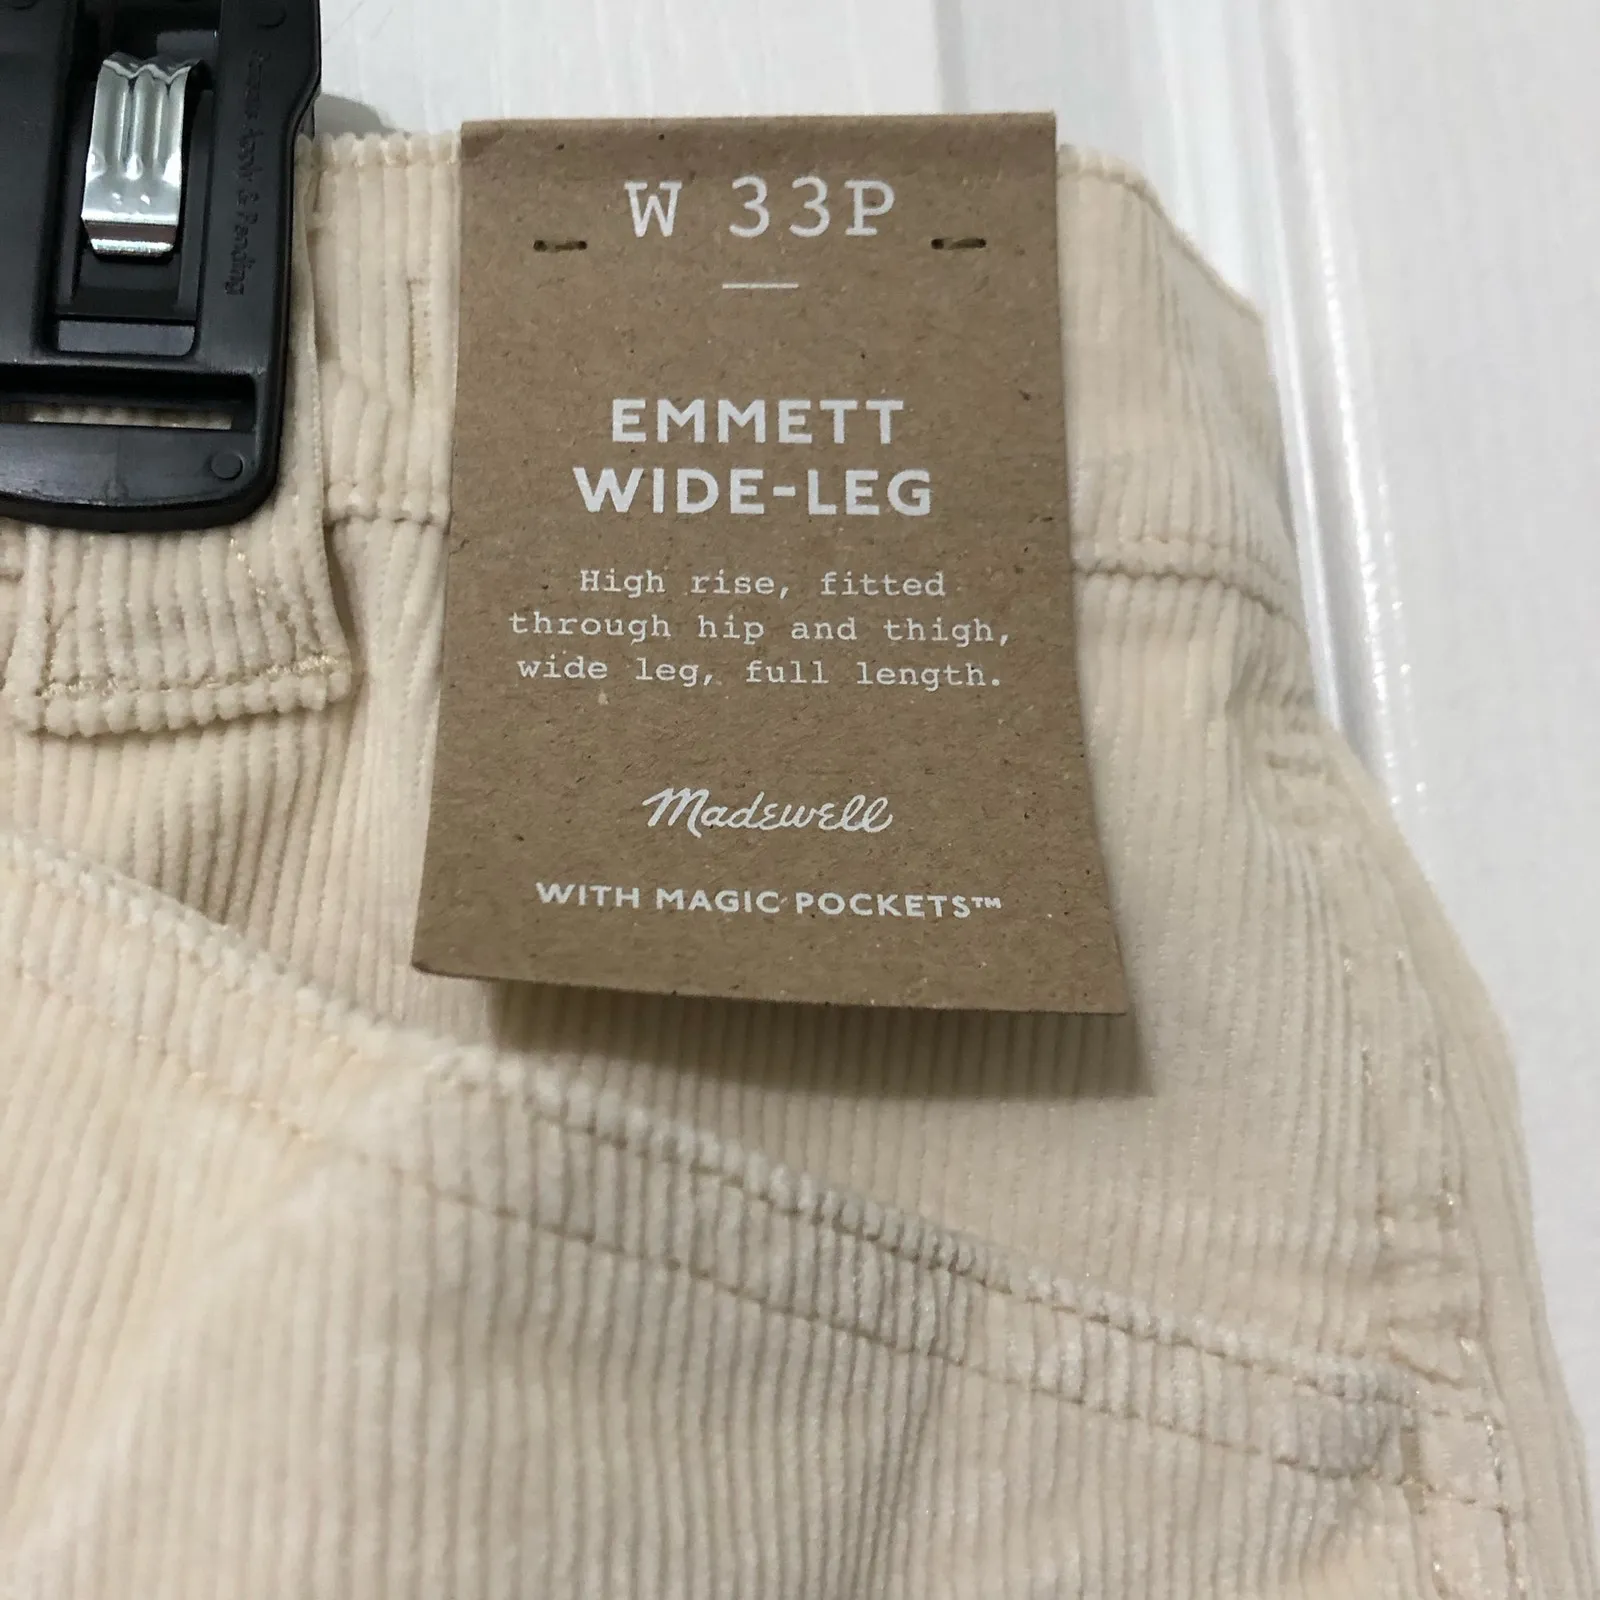 W 33P
EMMETT
WIDE-LEG
High rise, fitted
through hip and thigh,
wide leg, full length.
Madewell
WITH MAGIC POCKETS™